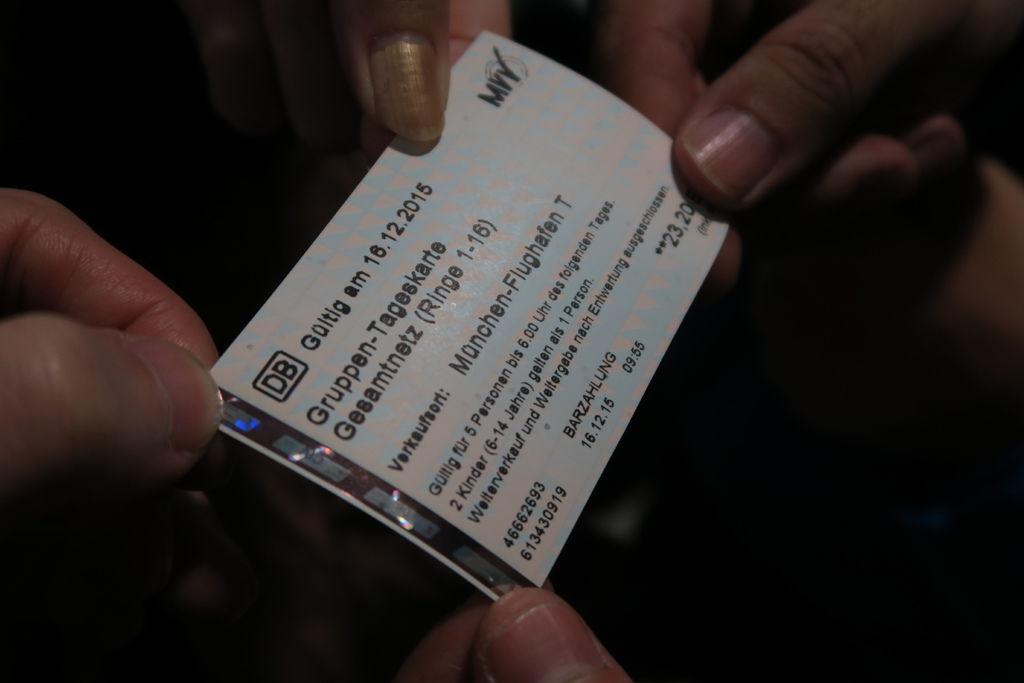 MVV
DB Gültig am 16.12.2015
Gruppen-Tageskarte
Gesamtnetz (Ringe 1-16)
Verkaufsort: München-Flughafen T
Gültig für 5 Personen bis 6.00 Uhr des folgenden Tages.
2 Kinder (6-14 Jahre) gelten als 1 Person.
Weiterverkauf und Weitergabe nach Entwertung ausgeschlossen.
**23,20
BARZAHLUNG
16.12.15 09:55
46662693
613430919